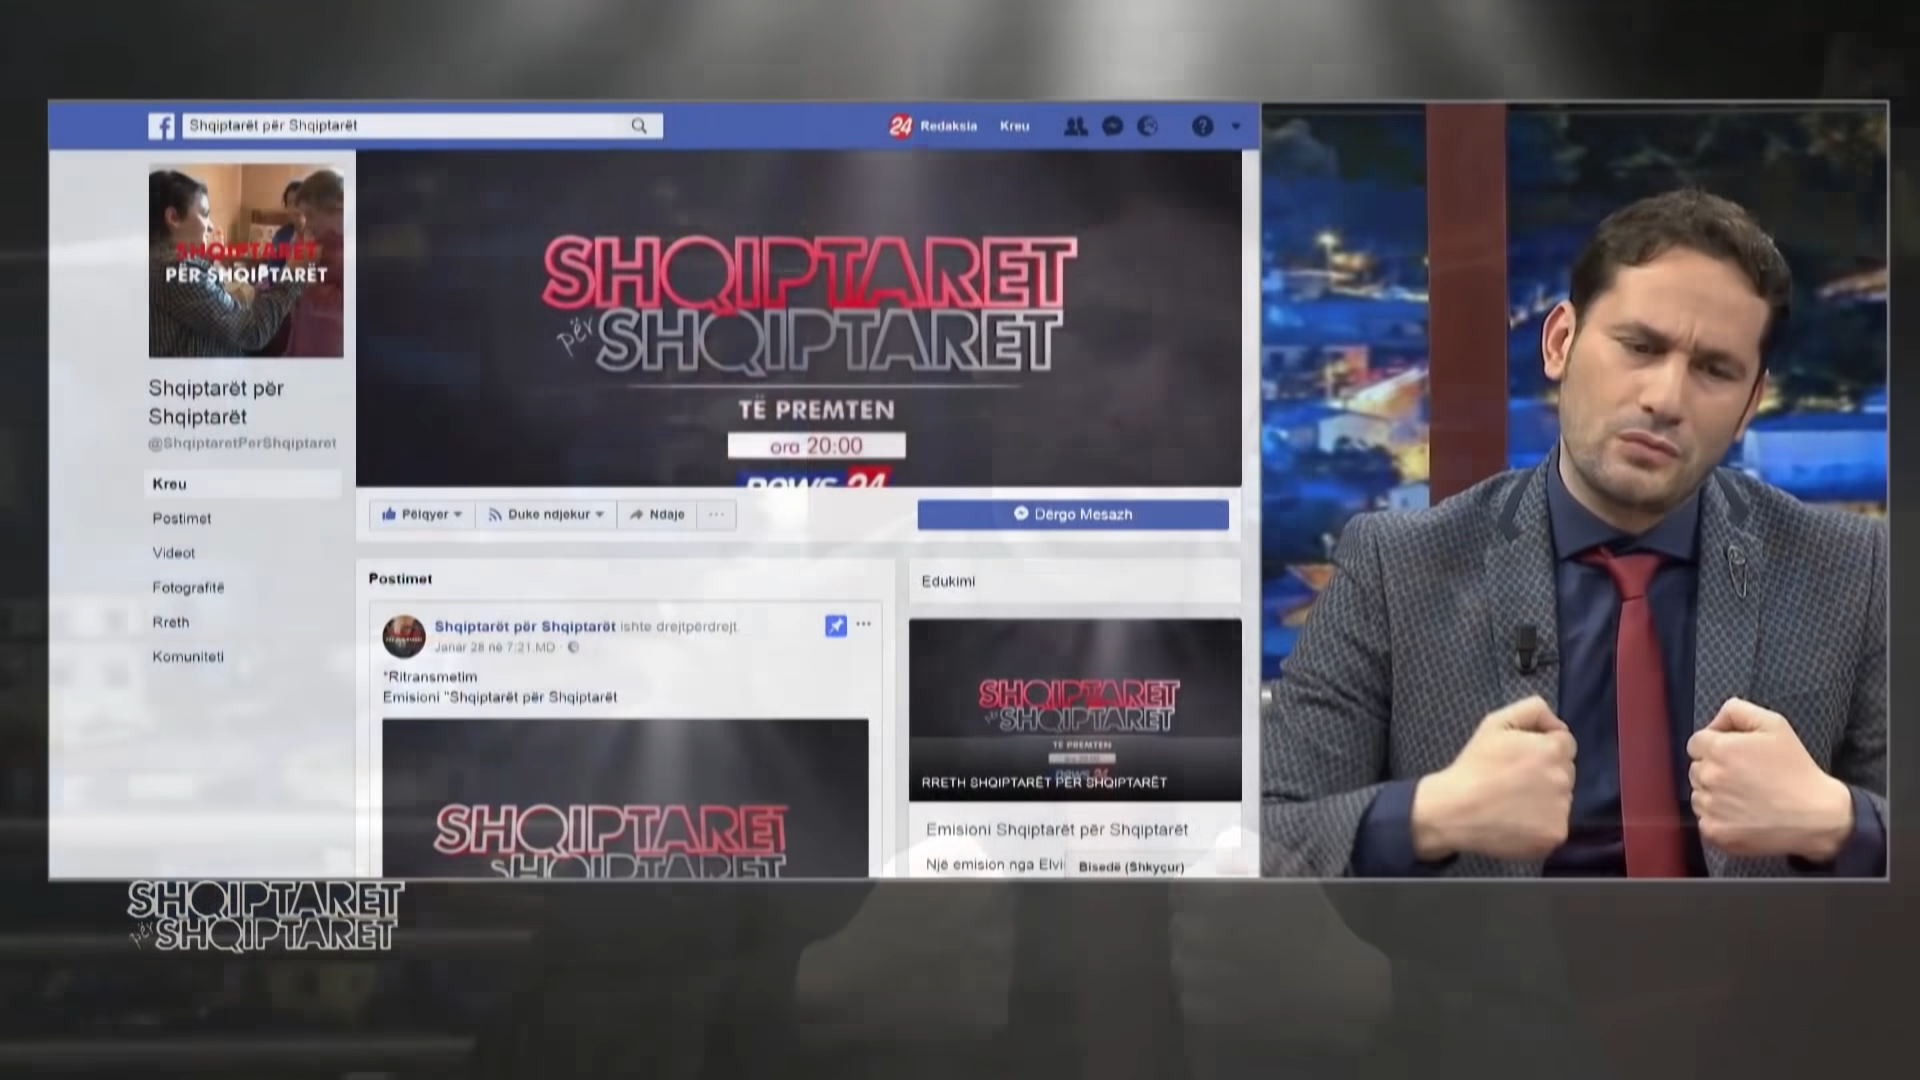 Shqiptarët për Shqiptarët
24 Redaksia Kreu
SHQIPTARËT
PËR SHQIPTARËT
Shqiptarët për
Shqiptarët
@ShqiptaretPerShqiptaret
Kreu
Postimet
Videot
Fotografitë
Rreth
Komuniteti
SHQIPTARET
për SHQIPTARET
TË PREMTEN
ora 20:00
news 24
Pëlqyer
Duke ndjekur
Ndaje
Dërgo Mesazh
Postimet
Shqiptarët për Shqiptarët ishte drejtpërdrejt.
Janar 28 në 7:21.MD
*Ritransmetim
Emisioni "Shqiptarët për Shqiptarët
SHQIPTARET
SHQIPTARET
Edukimi
SHQIPTARET
për SHQIPTARET
TË PREMTEN
RRETH SHQIPTARËT PËR SHQIPTARËT
Emisioni Shqiptarët për Shqiptarët
Një emision nga Elvi
Bisedë (Shkyçur)
SHQIPTARET
për SHQIPTARET